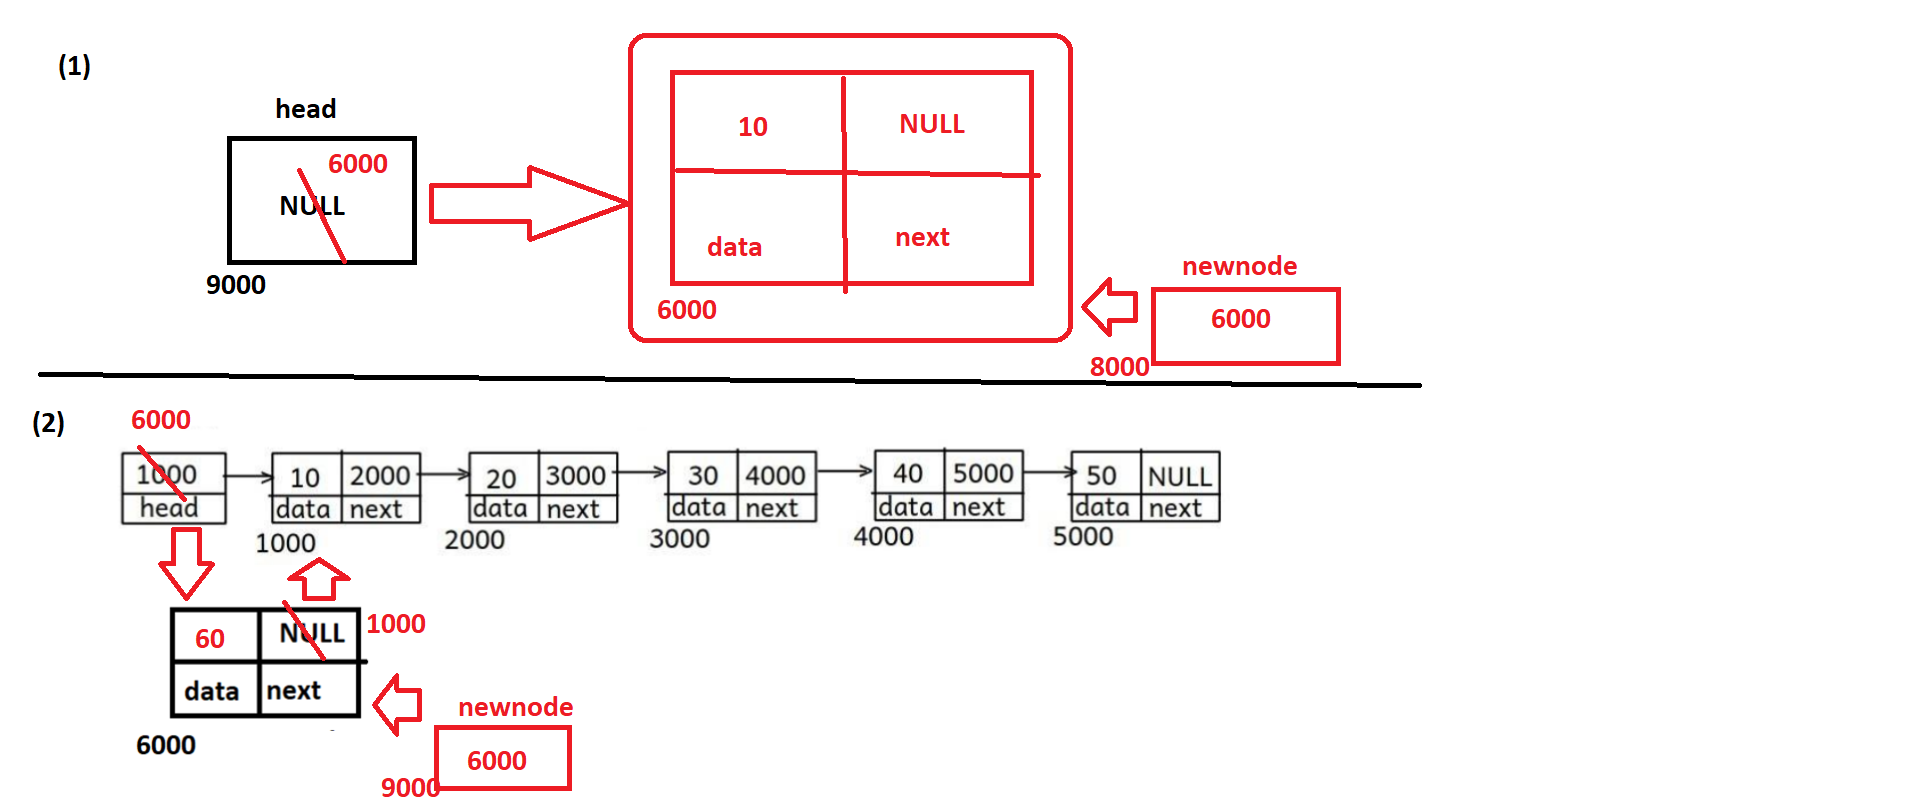 (1)
head
6000
NULL
9000
10 NULL
data next
6000
newnode
6000
8000
(2)
6000
1000
head
10 2000
data next
1000
20 3000
data next
2000
30 4000
data next
3000
40 5000
data next
4000
50 NULL
data next
5000
60 NULL 1000
data next
6000
newnode
6000
9000